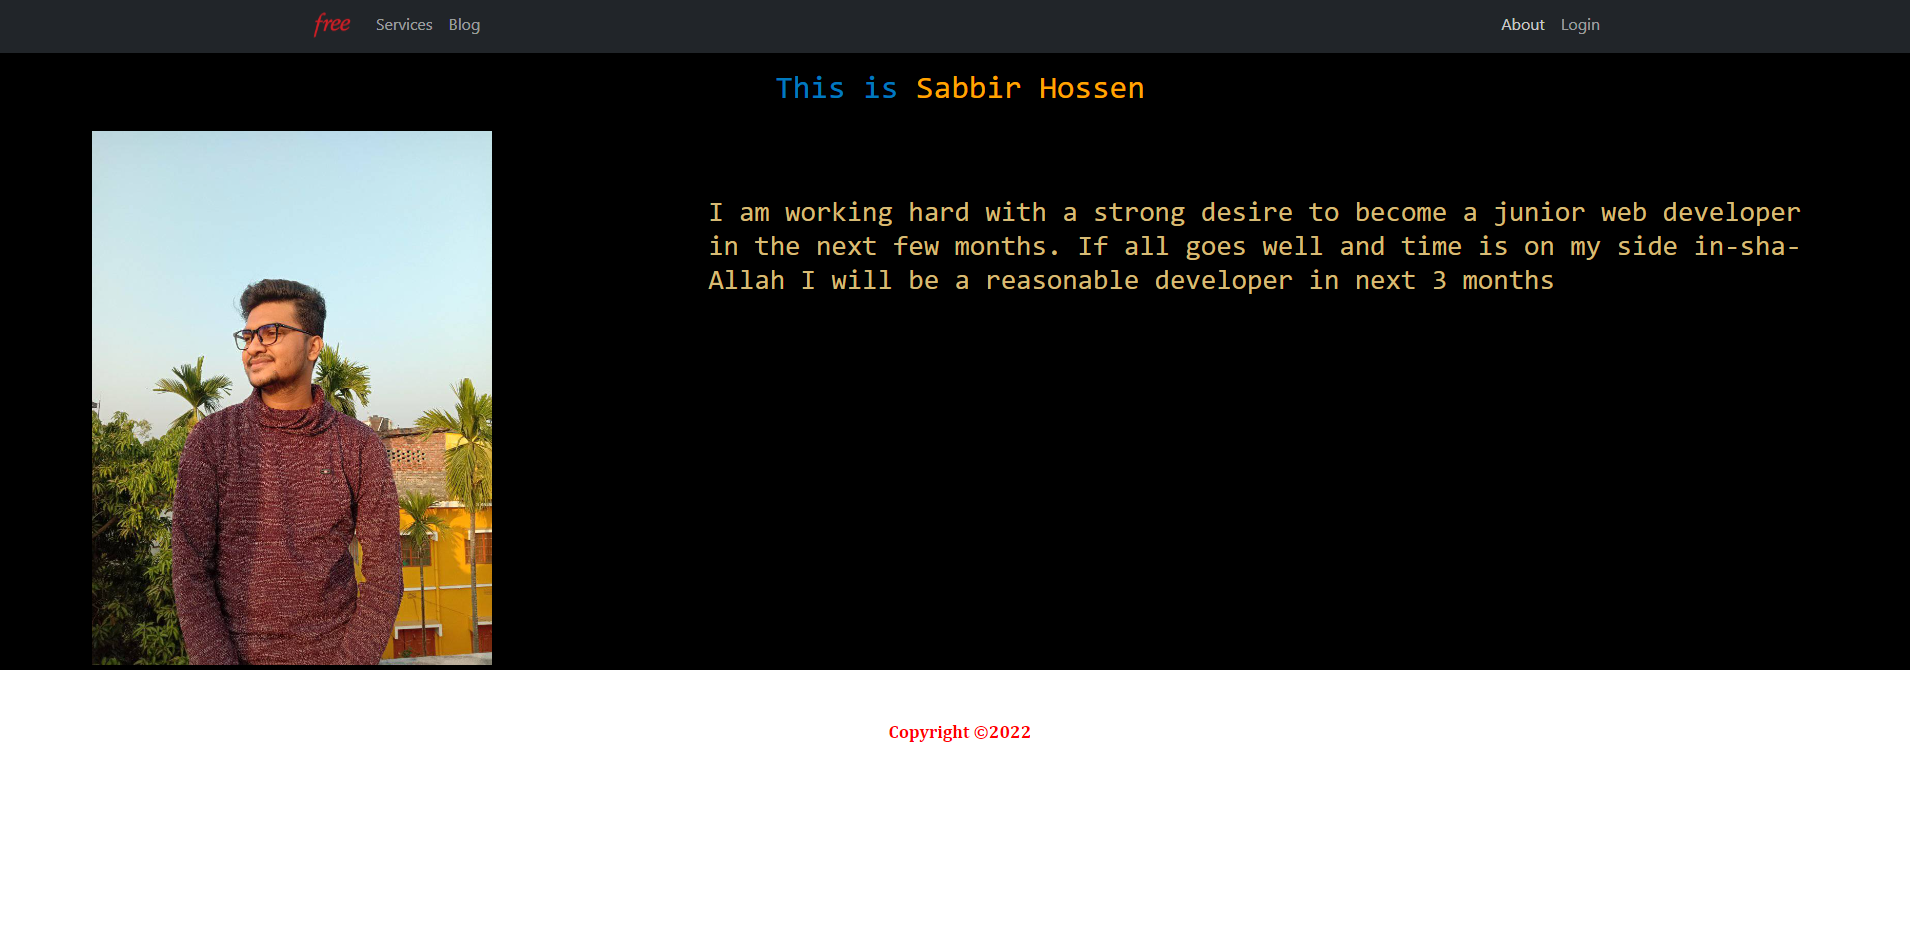 free Services Blog About Login
This is Sabbir Hossen
I am working hard with a strong desire to become a junior web developer
in the next few months. If all goes well and time is on my side in-sha-
Allah I will be a reasonable developer in next 3 months
Copyright ©2022